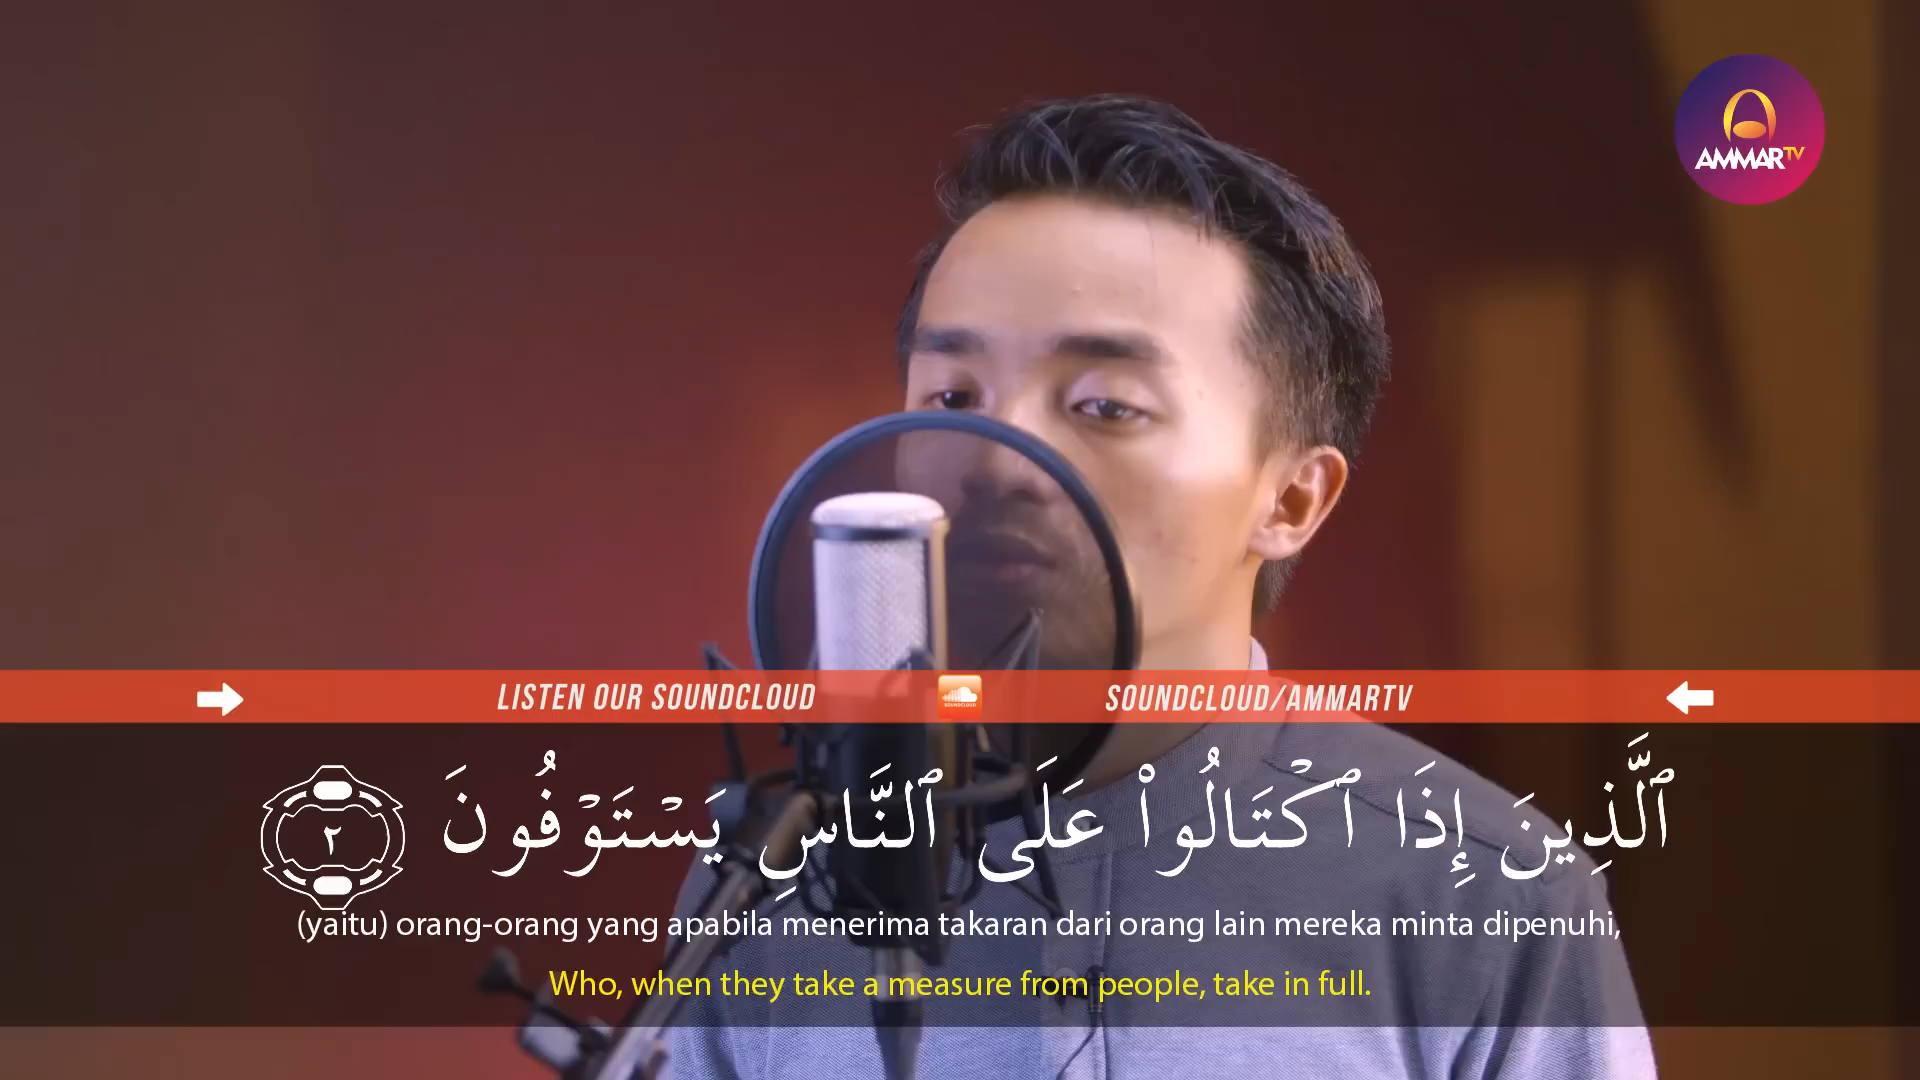 AMMARTV
LISTEN OUR SOUNDCLOUD SOUNDCLOUD SOUNDCLOUD/AMMARTV
ٱلَّذِينَ إِذَا ٱكْتَالُوا۟ عَلَى ٱلنَّاسِ يَسْتَوْفُونَ ٢
(yaitu) orang-orang yang apabila menerima takaran dari orang lain mereka minta dipenuhi,
Who, when they take a measure from people, take in full.